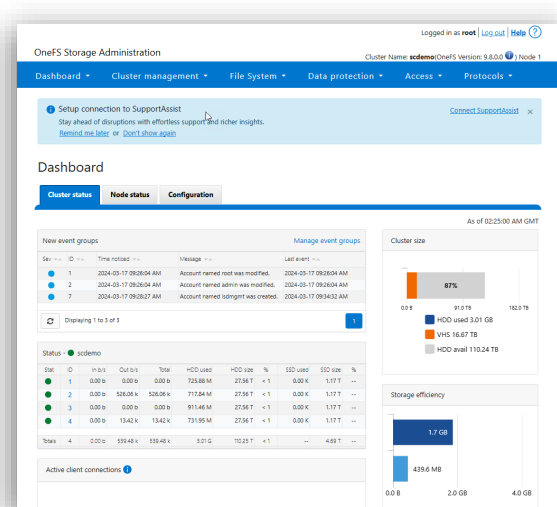 Logged in as root | Log out | Help ?
OneFS Storage Administration
Cluster Name: scdemo(OneFS Version: 9.8.0.0 i) Node 1
Dashboard Cluster management File System Data protection Access Protocols
Setup connection to SupportAssist
Connect SupportAssist ×
Stay ahead of disruptions with effortless support and richer insights.
Remind me later or Don't show again
Dashboard
Cluster status Node status Configuration
As of 02:25:00 AM GMT
New event groups Manage event groups
Sev ID Time noticed Message Last event
1 2024-03-17 09:26:04 AM Account named root was modified. 2024-03-17 09:26:04 AM
2 2024-03-17 09:26:04 AM Account named admin was modified. 2024-03-17 09:26:04 AM
7 2024-03-17 09:28:27 AM Account named isdmgmt was created. 2024-03-17 09:34:32 AM
Displaying 1 to 3 of 3 1
Status - scdemo
Stat ID In b/s Out b/s Total HDD used HDD size % SSD used SSD size %
1 0.00 b 0.00 b 0.00 b 725.88 M 27.56 T < 1 0.00 K 1.17 T --
2 0.00 b 526.06 k 526.06 k 717.84 M 27.56 T < 1 0.00 K 1.17 T --
3 0.00 b 0.00 b 0.00 b 911.46 M 27.56 T < 1 0.00 K 1.17 T --
4 0.00 b 13.42 k 13.42 k 731.95 M 27.56 T < 1 0.00 K 1.17 T --
Totals 4 0.00 b 539.48 k 539.48 k 3.01 G 110.25 T < 1 -- 4.69 T --
Active client connections
Cluster size
87%
0.0 B 91.0 TB 182.0 TB
HDD used 3.01 GB
VHS 16.67 TB
HDD avail 110.24 TB
Storage efficiency
1.7 GB
439.6 MB
0.0 B 2.0 GB 4.0 GB